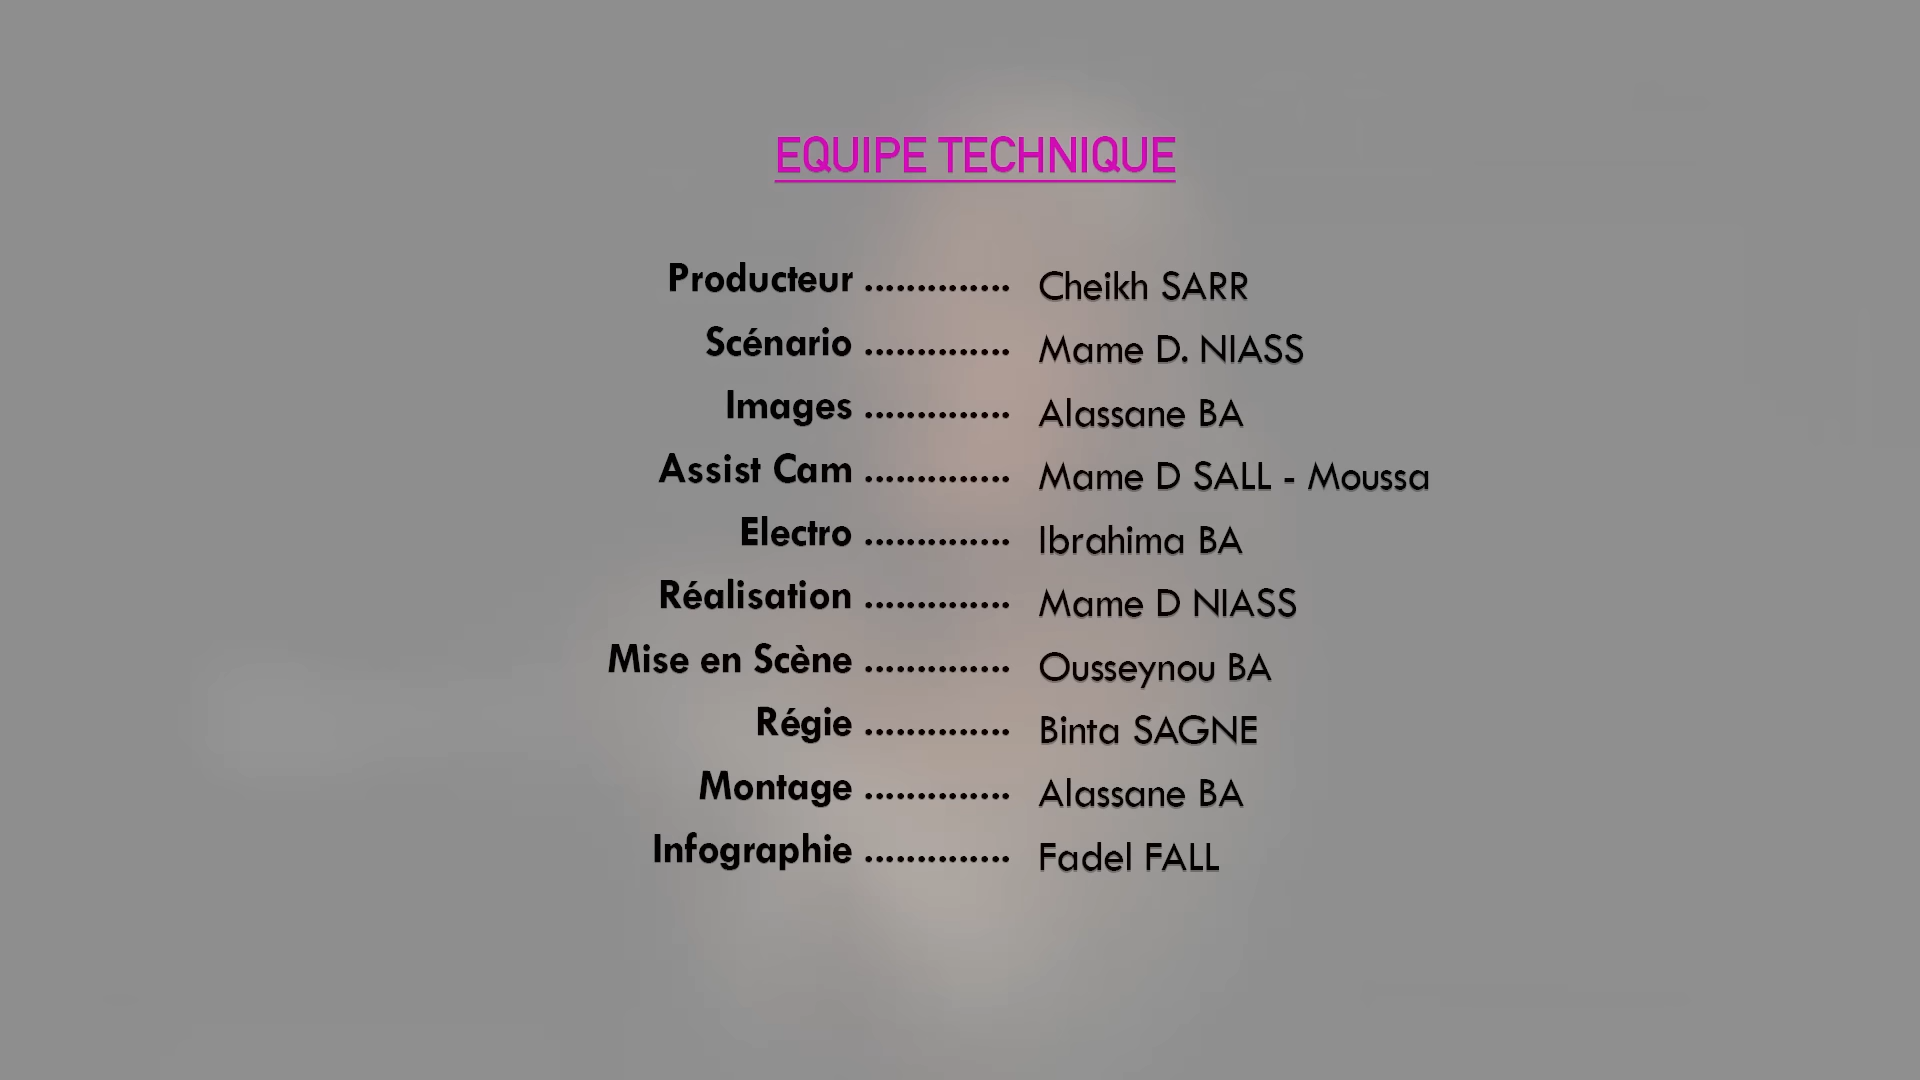 EQUIPE TECHNIQUE
Producteur .............. Cheikh SARR
Scénario .............. Mame D. NIASS
Images .............. Alassane BA
Assist Cam .............. Mame D SALL - Moussa
Electro .............. Ibrahima BA
Réalisation .............. Mame D NIASS
Mise en Scène .............. Ousseynou BA
Régie .............. Binta SAGNE
Montage .............. Alassane BA
Infographie .............. Fadel FALL